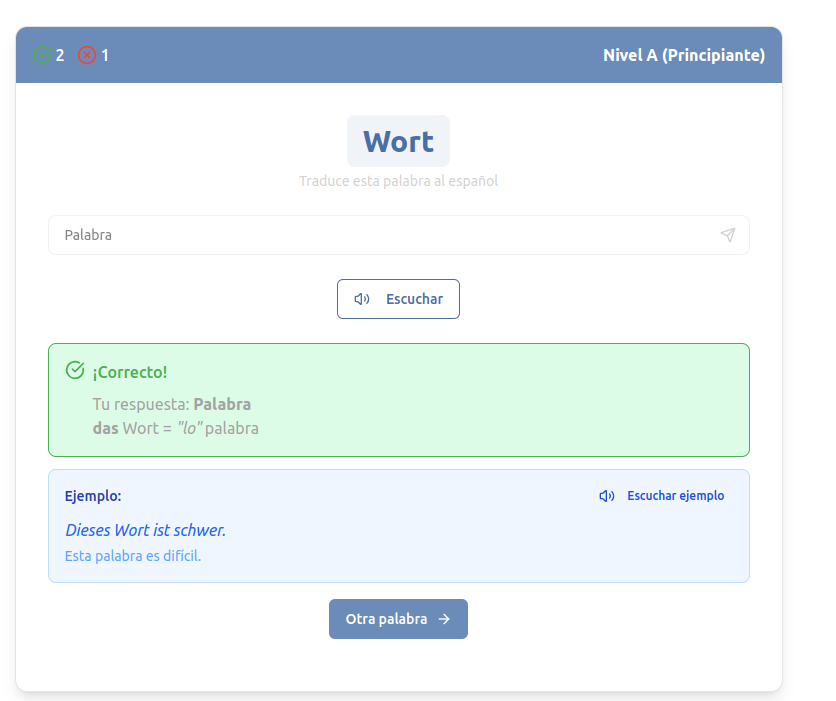 2 1 Nivel A (Principiante)
Wort
Traduce esta palabra al español
Palabra
Escuchar
¡Correcto!
Tu respuesta: Palabra
das Wort = "lo" palabra
Ejemplo:
Escuchar ejemplo
Dieses Wort ist schwer.
Esta palabra es difícil.
Otra palabra